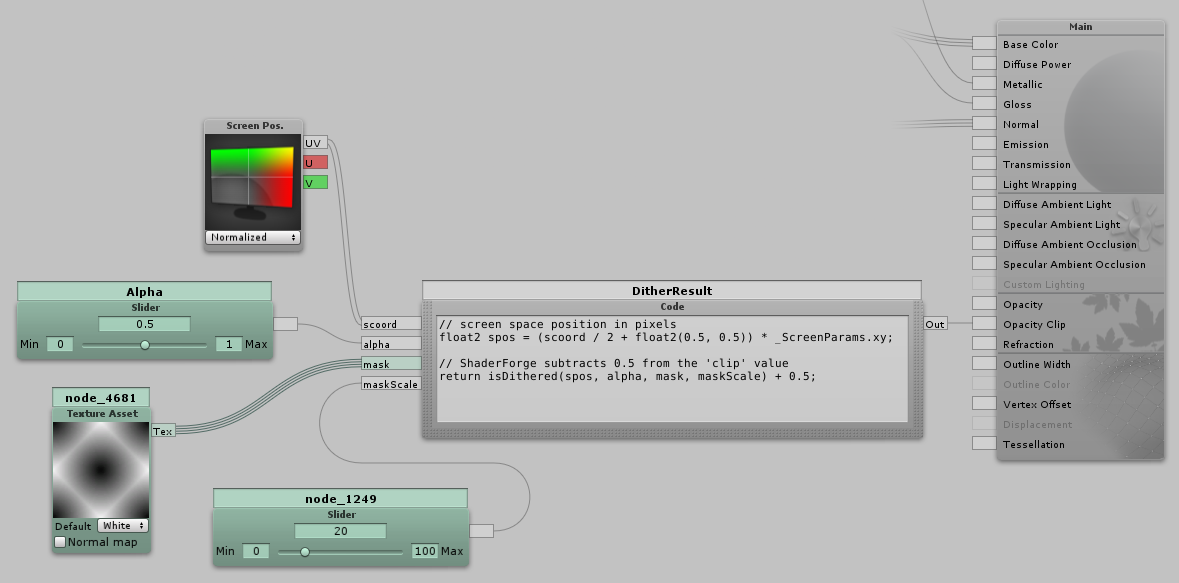 Screen Pos.
UV
U
V
Normalized
Alpha
Slider
0.5
Min 0 1 Max
node_4681
Texture Asset
Tex
Default White
Normal map
node_1249
Slider
20
Min 0 100 Max
DitherResult
Code
scoord
alpha
mask
maskScale
// screen space position in pixels
float2 spos = (scoord / 2 + float2(0.5, 0.5)) * _ScreenParams.xy;
// ShaderForge subtracts 0.5 from the 'clip' value
return isDithered(spos, alpha, mask, maskScale) + 0.5;
Out
Main
Base Color
Diffuse Power
Metallic
Gloss
Normal
Emission
Transmission
Light Wrapping
Diffuse Ambient Light
Specular Ambient Light
Diffuse Ambient Occlusion
Specular Ambient Occlusion
Custom Lighting
Opacity
Opacity Clip
Refraction
Outline Width
Outline Color
Vertex Offset
Displacement
Tessellation